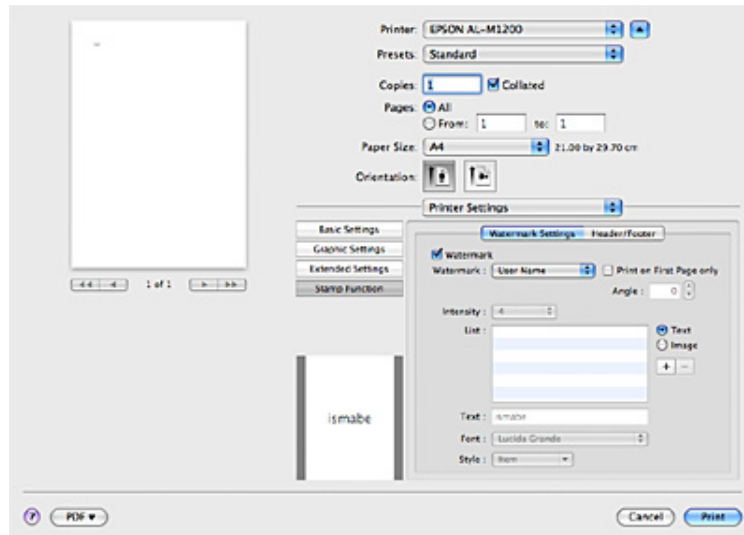 Printer: EPSON AL-M1200
Presets: Standard
Copies: 1 Collated
Pages: All
From: 1 to: 1
Paper Size: A4 21.00 by 29.70 cm
Orientation:
Printer Settings
Basic Settings
Graphic Settings
Extended Settings
Stamp Function
1 of 1
Watermark Settings Header/Footer
Watermark
Watermark : User Name Print on First Page only
Angle : 0
Intensity : 4
List : Text
Image
+ −
Text : ismabe
Font : Lucida Grande
Style : Item
ismabe
? PDF ▾ Cancel Print